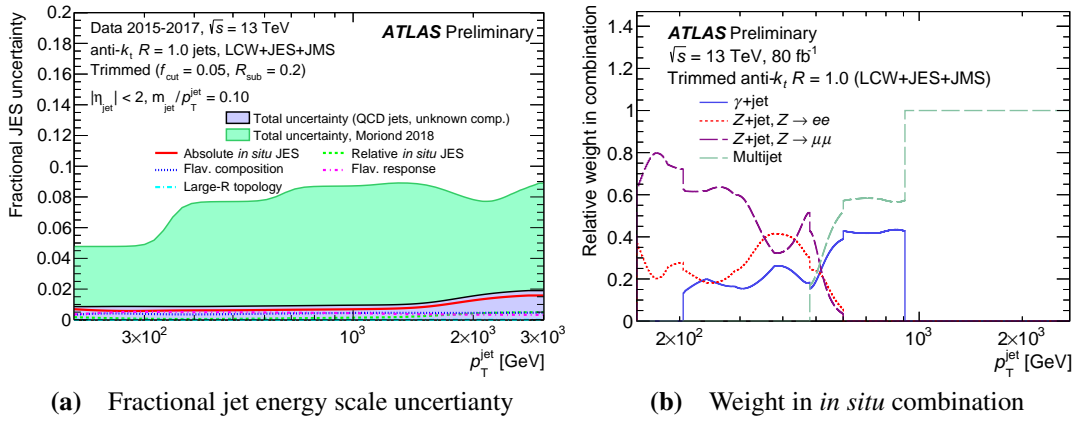 Fractional JES uncertainty
0.2
0.18
0.16
0.14
0.12
0.1
0.08
0.06
0.04
0.02
0
Data 2015-2017, √s = 13 TeV
anti-kt R = 1.0 jets, LCW+JES+JMS
Trimmed (fcut = 0.05, Rsub = 0.2)
|ηjet| < 2, mjet/pTjet = 0.10
ATLAS Preliminary
Total uncertainty (QCD jets, unknown comp.)
Total uncertainty, Moriond 2018
Absolute in situ JES
Relative in situ JES
Flav. composition
Flav. response
Large-R topology
3×10²
10³
2×10³
3×10³
pTjet [GeV]
Relative weight in combination
1.4
1.2
1
0.8
0.6
0.4
0.2
0
ATLAS Preliminary
√s = 13 TeV, 80 fb-1
Trimmed anti-kt R = 1.0 (LCW+JES+JMS)
γ+jet
Z+jet, Z → ee
Z+jet, Z → μμ
Multijet
2×10²
10³
2×10³
pTjet [GeV]
(a) Fractional jet energy scale uncertianty
(b) Weight in in situ combination